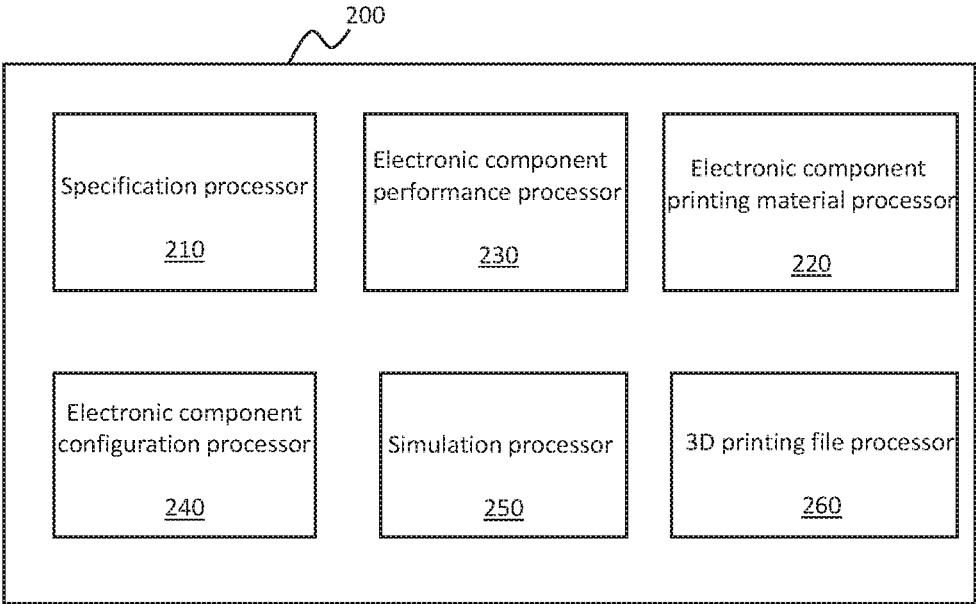 200
Specification processor
210
Electronic component
performance processor
230
Electronic component
printing material processor
220
Electronic component
configuration processor
240
Simulation processor
250
3D printing file processor
260